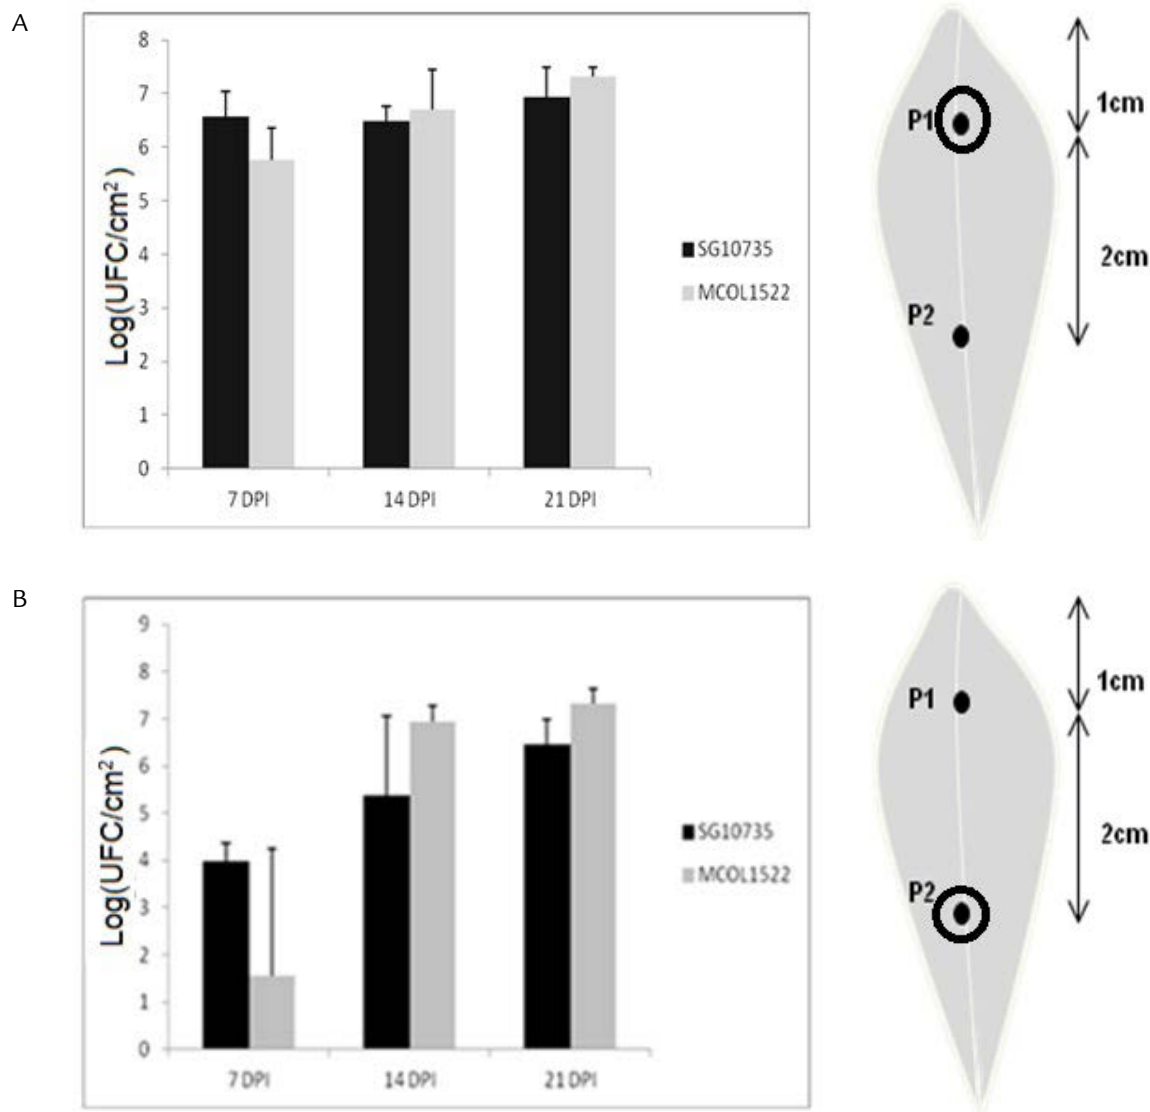 A
8
7
6
5
4
3
2
1
0
Log(UFC/cm²)
7 DPI 14 DPI 21 DPI
SG10735
MCOL1522
P1
P2
1cm
2cm
B
9
8
7
6
5
4
3
2
1
0
Log(UFC/cm²)
7 DPI 14 DPI 21 DPI
SG10735
MCOL1522
P1
P2
1cm
2cm